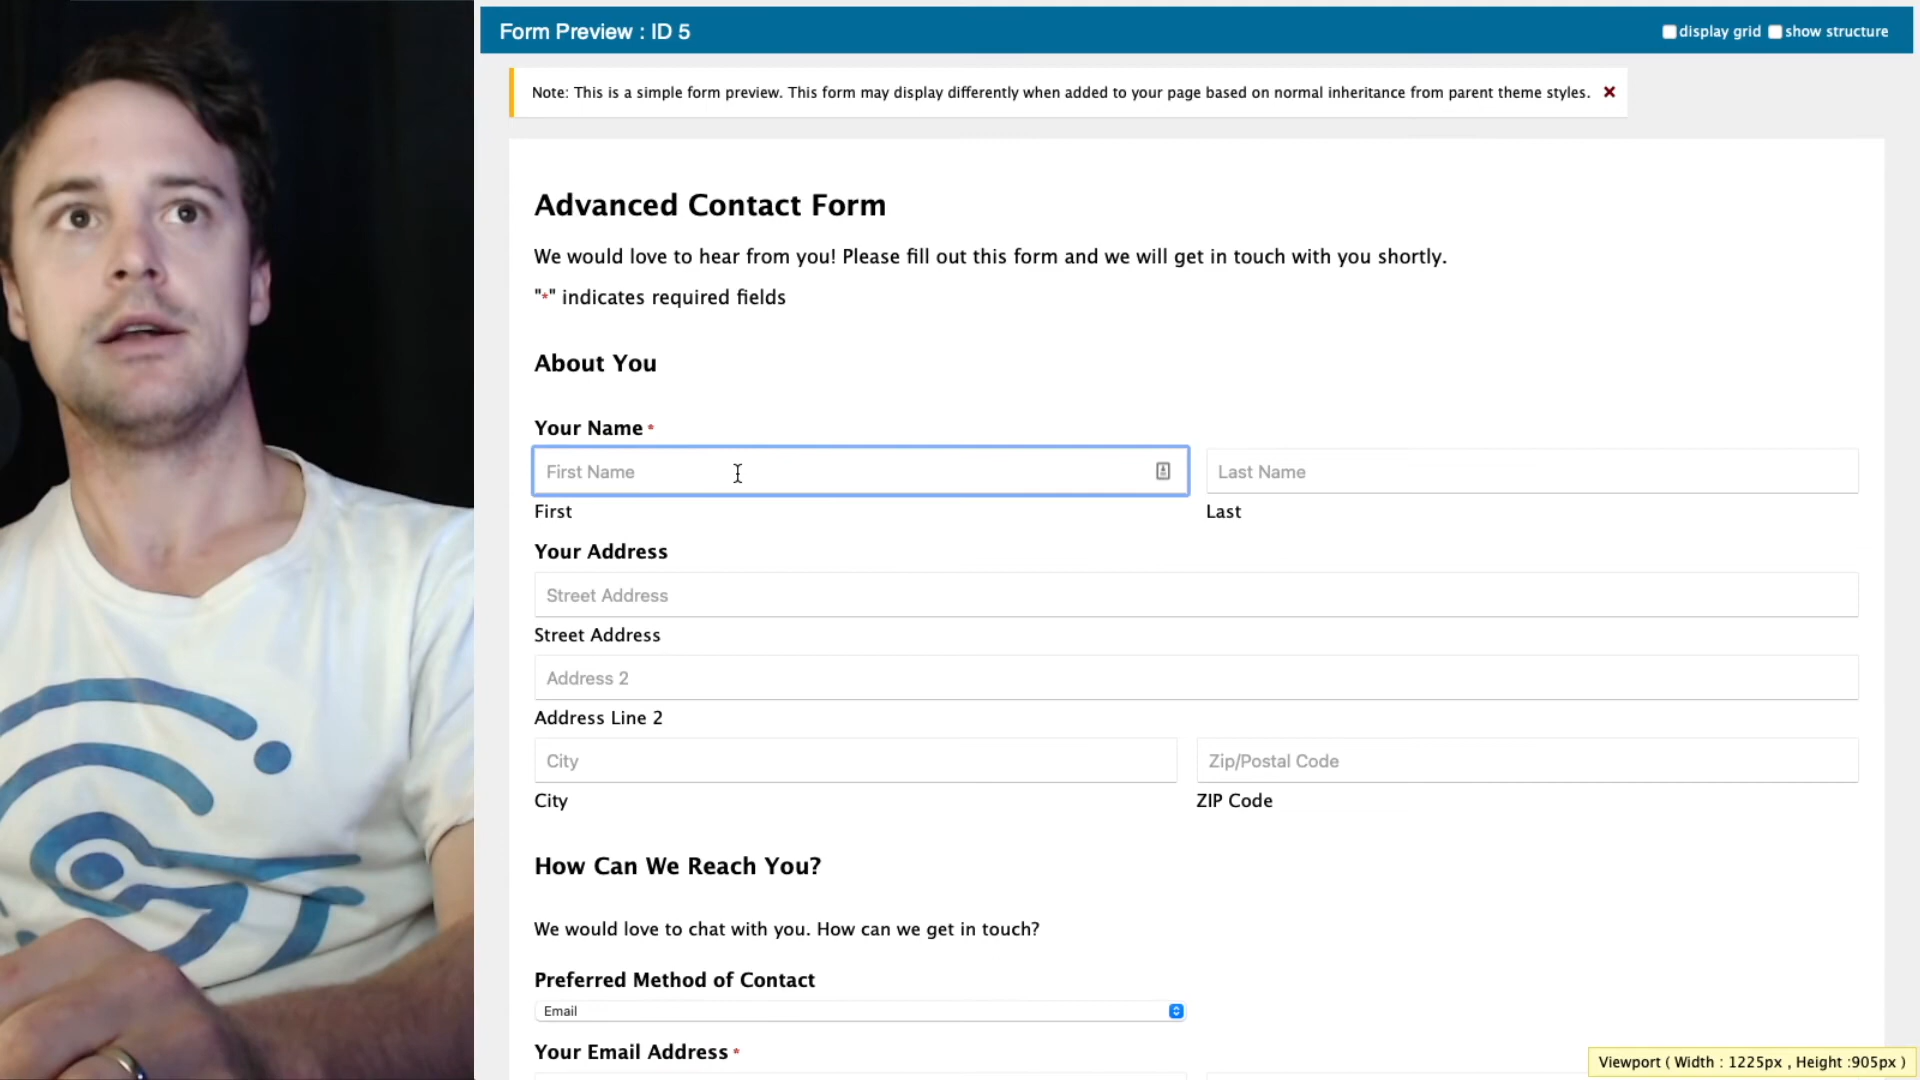 Form Preview : ID 5
display grid show structure
Note: This is a simple form preview. This form may display differently when added to your page based on normal inheritance from parent theme styles.
Advanced Contact Form
We would love to hear from you! Please fill out this form and we will get in touch with you shortly.
"*" indicates required fields
About You
Your Name *
First Name
Last Name
First
Last
Your Address
Street Address
Street Address
Address 2
Address Line 2
City
Zip/Postal Code
City
ZIP Code
How Can We Reach You?
We would love to chat with you. How can we get in touch?
Preferred Method of Contact
Email
Your Email Address *
Viewport ( Width : 1225px , Height :905px )